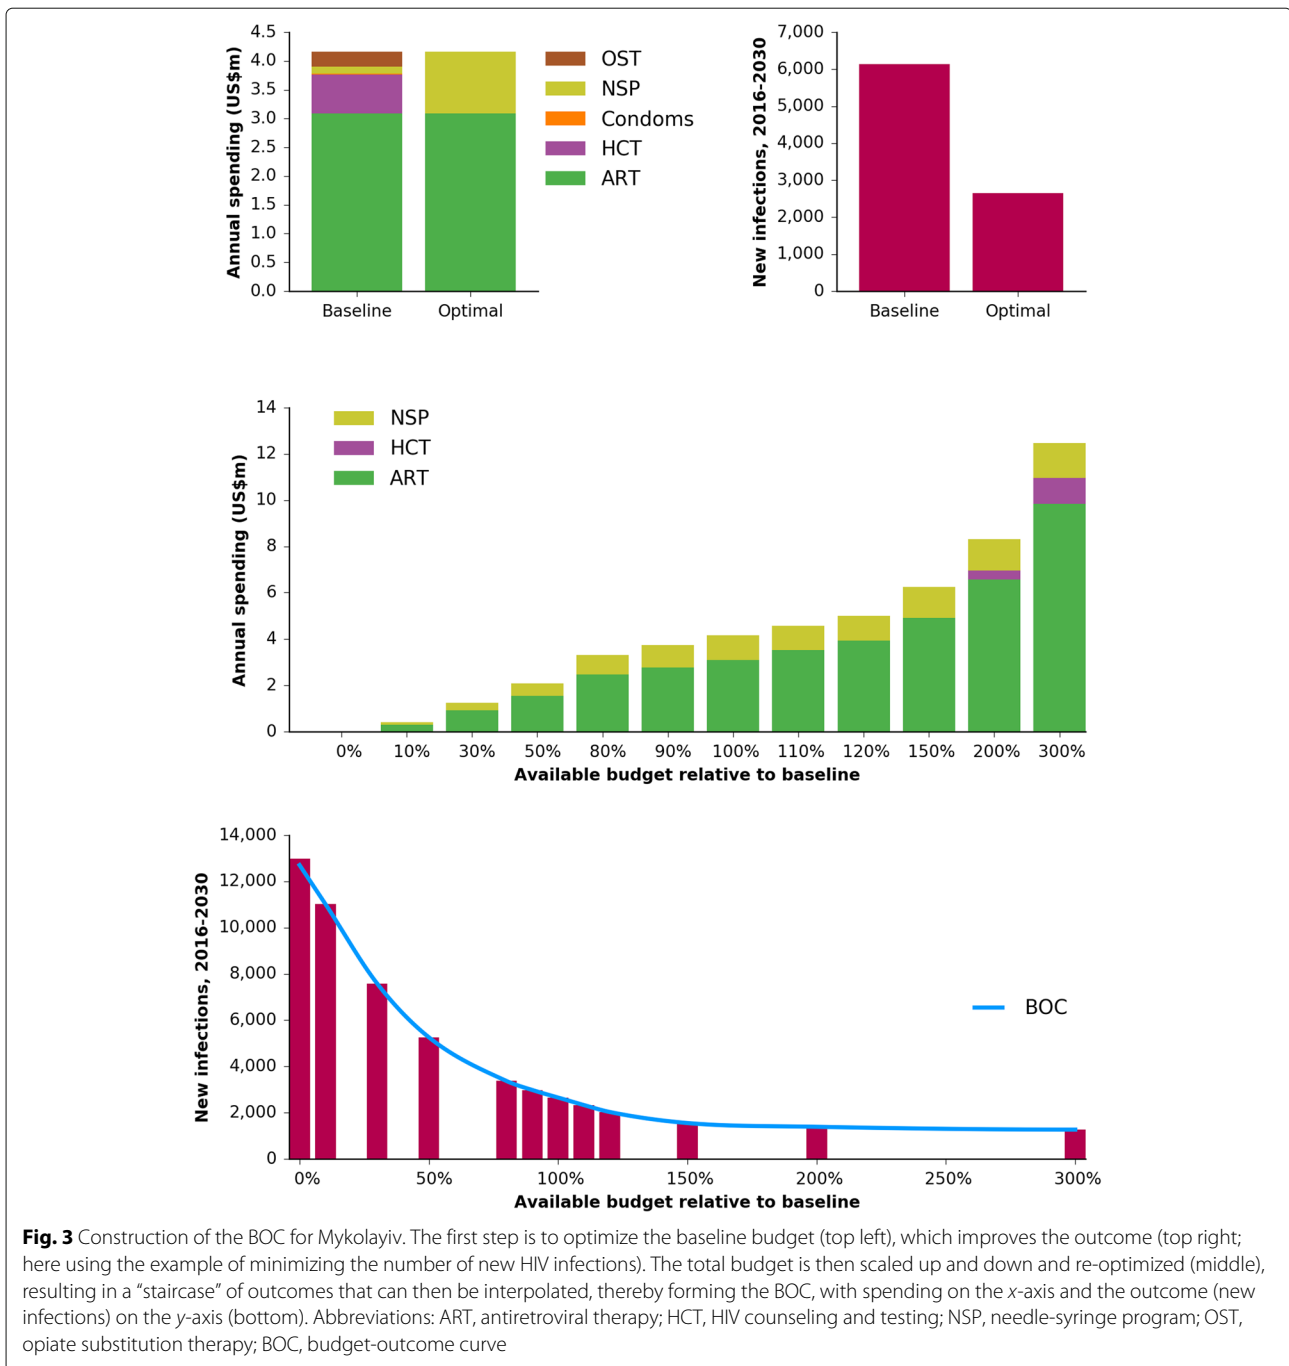 4.5
4.0
3.5
3.0
2.5
2.0
1.5
1.0
0.5
0.0
Annual spending (US$m)
Baseline Optimal
OST
NSP
Condoms
HCT
ART
7,000
6,000
5,000
4,000
3,000
2,000
1,000
0
New infections, 2016-2030
Baseline Optimal
14
12
10
8
6
4
2
0
Annual spending (US$m)
NSP
HCT
ART
0% 10% 30% 50% 80% 90% 100% 110% 120% 150% 200% 300%
Available budget relative to baseline
14,000
12,000
10,000
8,000
6,000
4,000
2,000
0
New infections, 2016-2030
BOC
0% 50% 100% 150% 200% 250% 300%
Available budget relative to baseline
Fig. 3 Construction of the BOC for Mykolayiv. The first step is to optimize the baseline budget (top left), which improves the outcome (top right;
here using the example of minimizing the number of new HIV infections). The total budget is then scaled up and down and re-optimized (middle),
resulting in a “staircase” of outcomes that can then be interpolated, thereby forming the BOC, with spending on the x-axis and the outcome (new
infections) on the y-axis (bottom). Abbreviations: ART, antiretroviral therapy; HCT, HIV counseling and testing; NSP, needle-syringe program; OST,
opiate substitution therapy; BOC, budget-outcome curve